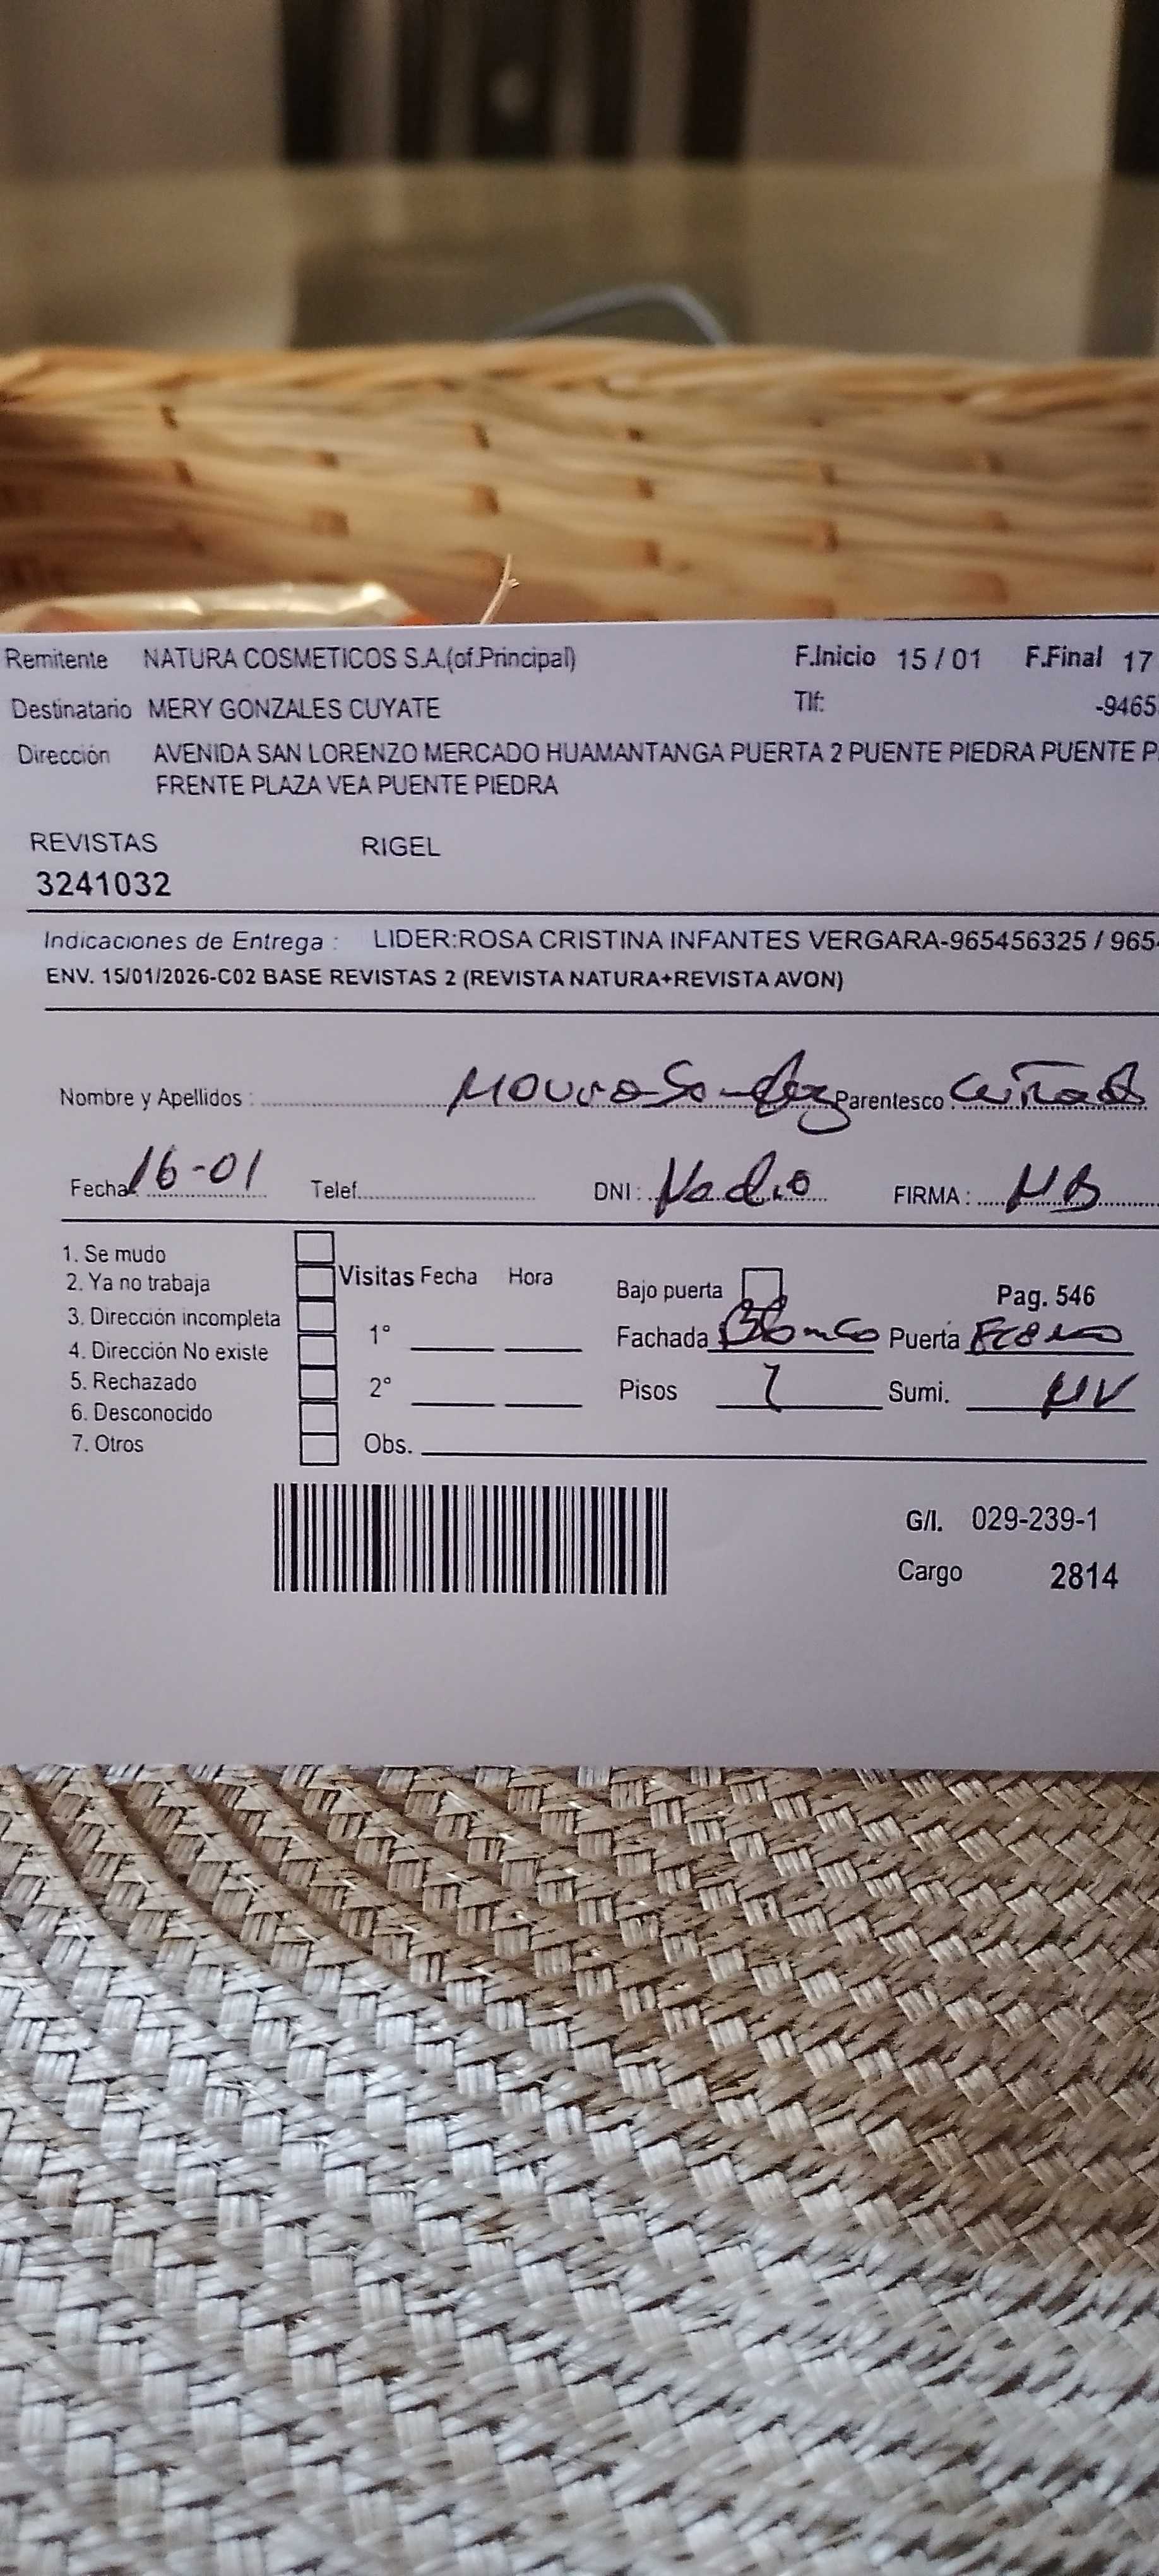 Remitente NATURA COSMETICOS S.A.(of.Principal) F.Inicio 15 / 01 F.Final 17
Destinatario MERY GONZALES CUYATE Tlf: -9465
Dirección AVENIDA SAN LORENZO MERCADO HUAMANTANGA PUERTA 2 PUENTE PIEDRA PUENTE P
FRENTE PLAZA VEA PUENTE PIEDRA
REVISTAS RIGEL
3241032
Indicaciones de Entrega : LIDER:ROSA CRISTINA INFANTES VERGARA-965456325 / 965
ENV. 15/01/2026-C02 BASE REVISTAS 2 (REVISTA NATURA+REVISTA AVON)
Nombre y Apellidos : Parentesco :
Fecha: 16-01 Telef. DNI : FIRMA :
1. Se mudo
2. Ya no trabaja Visitas Fecha Hora Bajo puerta Pag. 546
3. Dirección incompleta 1° Fachada Blanco Puerta
4. Dirección No existe
5. Rechazado 2° Pisos Sumi. NV
6. Desconocido
7. Otros Obs.
G/I. 029-239-1
Cargo 2814